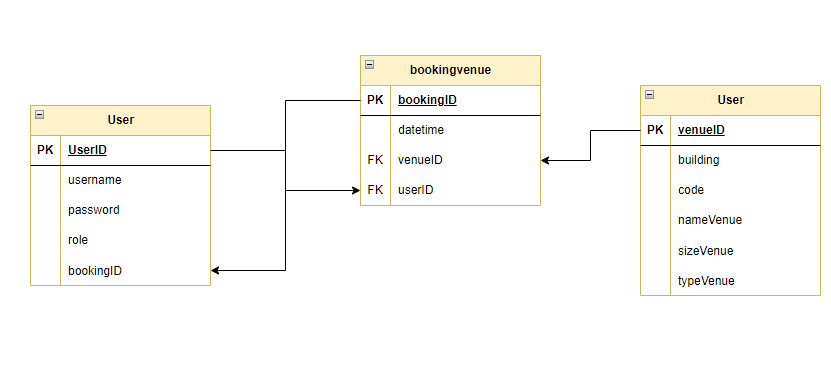 User
PK UserID
username
password
role
bookingID
bookingvenue
PK bookingID
datetime
FK venueID
FK userID
User
PK venueID
building
code
nameVenue
sizeVenue
typeVenue